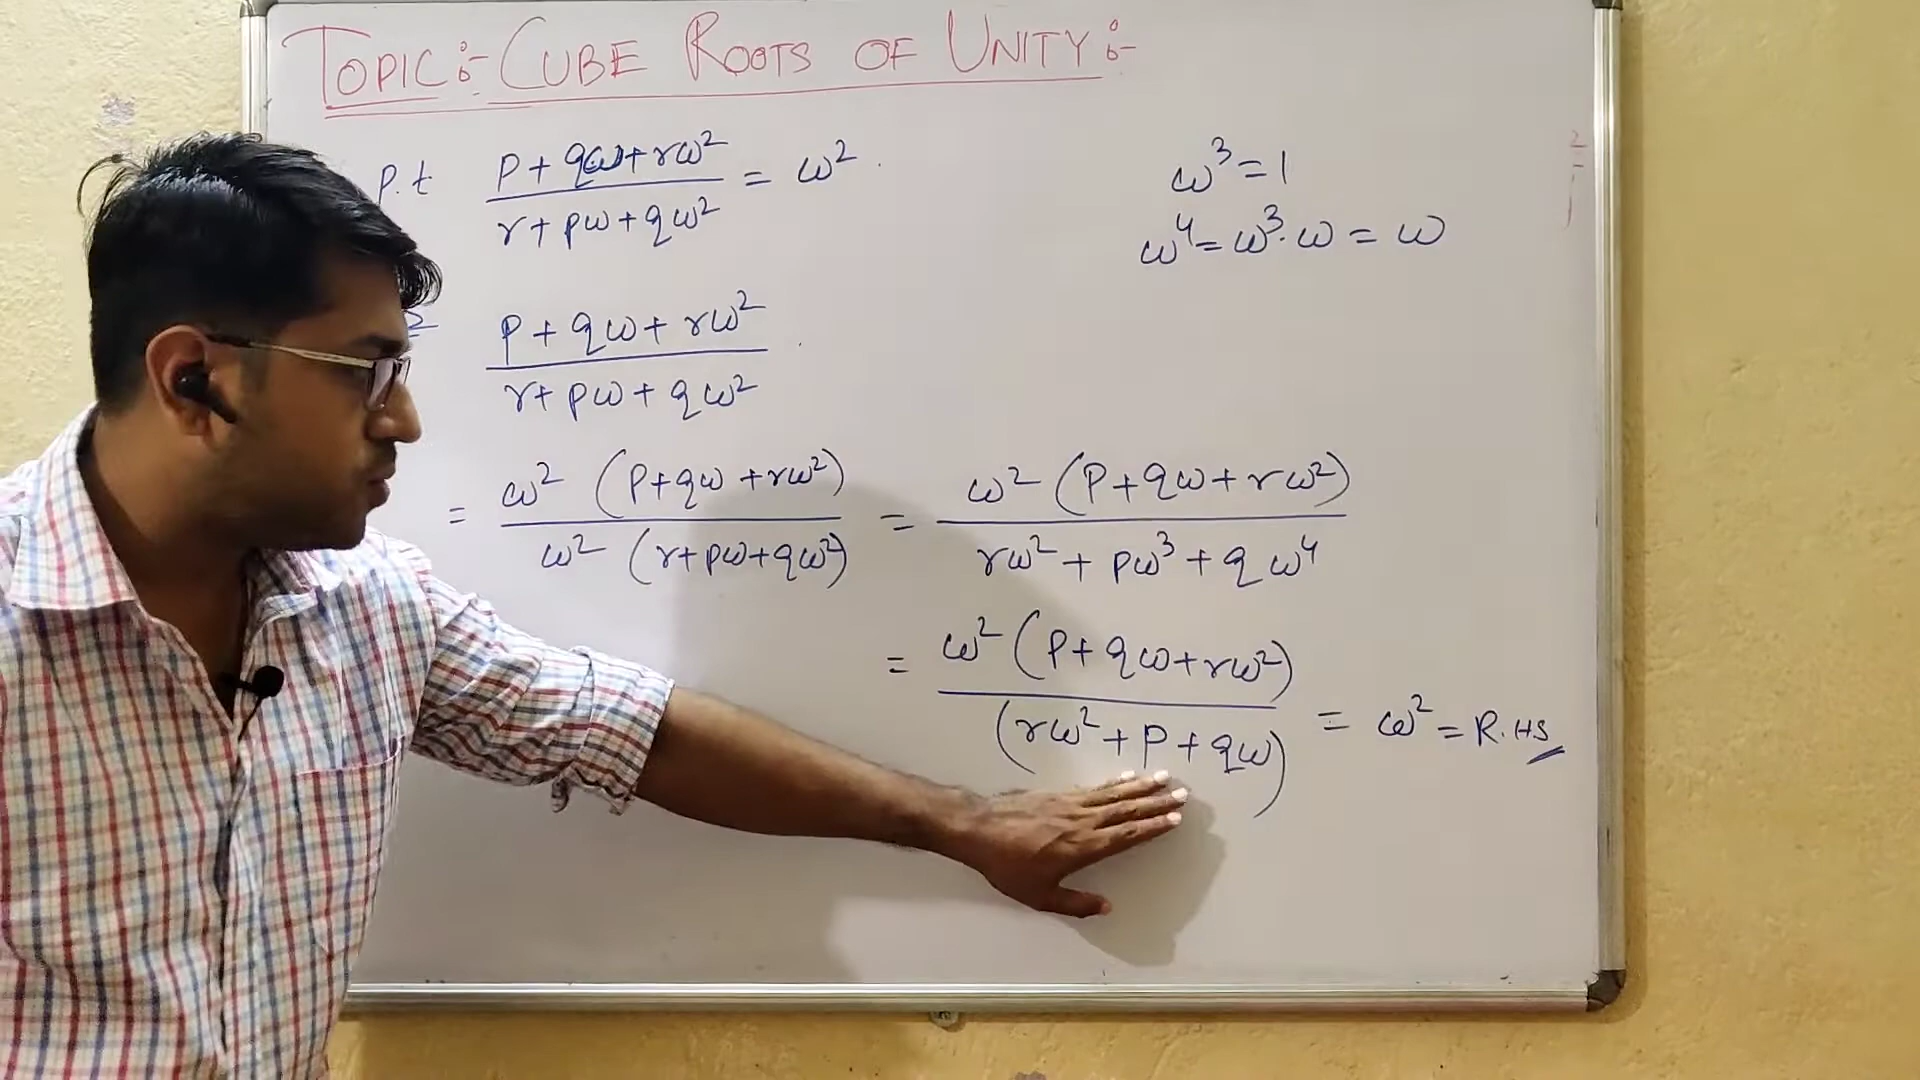 TOPIC:- CUBE ROOTS OF UNITY:-
P.t (p + qω + rω²) / (r + pω + qω²) = ω² .
ω³ = 1
ω⁴ = ω³·ω = ω
(p + qω + rω²) / (r + pω + qω²) .
= ω² (p + qω + rω²) / ω² (r + pω + qω²) = ω² (p + qω + rω²) / rω² + pω³ + qω⁴
= ω² (p + qω + rω²) / (rω² + p + qω) = ω² = R.HS